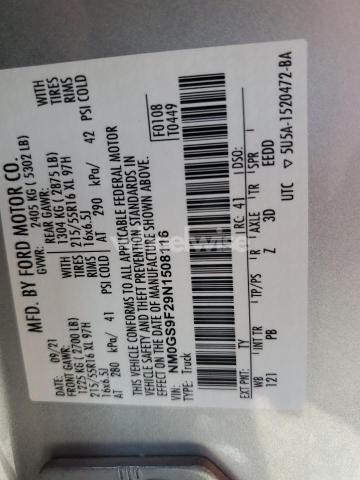 MFD. BY FORD MOTOR CO.
DATE: 09/21 GVWR: 2405 KG ( 5302 LB)
FRONT GAWR: REAR GAWR:
1225 KG ( 2700 LB) 1304 KG ( 2875 LB)
WITH WITH
215/55R16 XL 97H TIRES 215/55R16 XL 97H TIRES
16x6.5J RIMS 16x6.5J RIMS
AT 280 kPa/ 41 PSI COLD AT 290 kPa/ 42 PSI COLD
THIS VEHICLE CONFORMS TO ALL APPLICABLE FEDERAL MOTOR
VEHICLE SAFETY AND THEFT PREVENTION STANDARDS IN
EFFECT ON THE DATE OF MANUFACTURE SHOWN ABOVE.
VIN: NM0GS9F29N1508116
TYPE: Truck
F0108
T0449
EXT PNT: TY RC: 41 DSO:
WB INT TR TP/PS R AXLE TR SPR
121 PB Z 3D EEDD
UTC 5U5A-1520472-BA